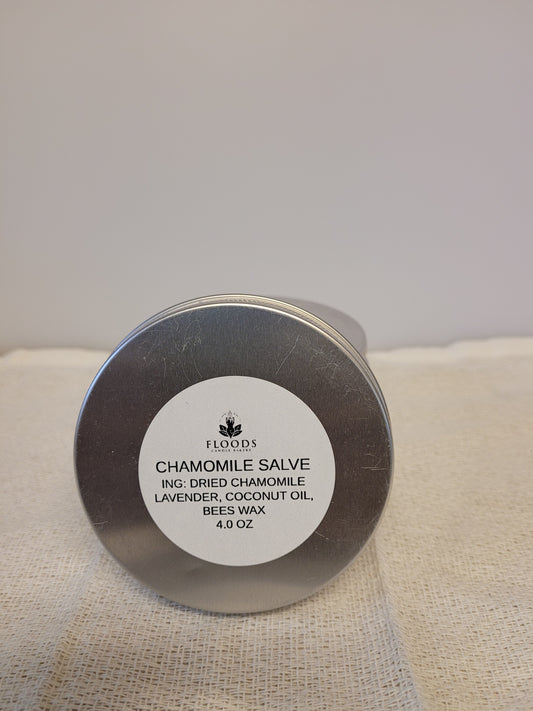 FLOODS
CANDLE BAKERY
CHAMOMILE SALVE
ING: DRIED CHAMOMILE
LAVENDER, COCONUT OIL,
BEES WAX
4.0 OZ